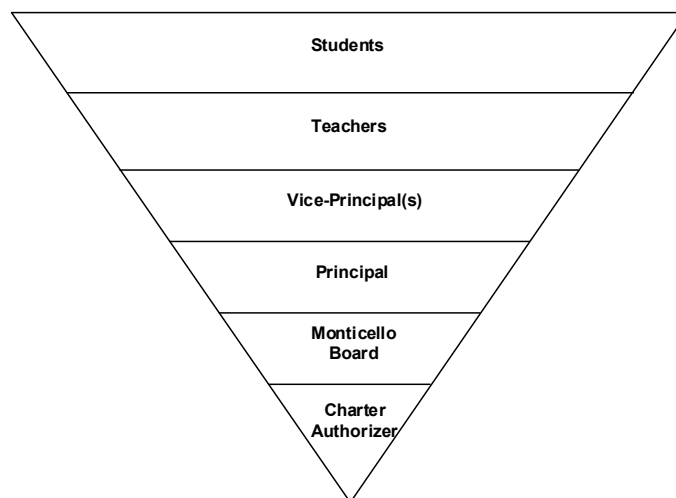 Students
Teachers
Vice-Principal(s)
Principal
Monticello
Board
Charter
Authorizer